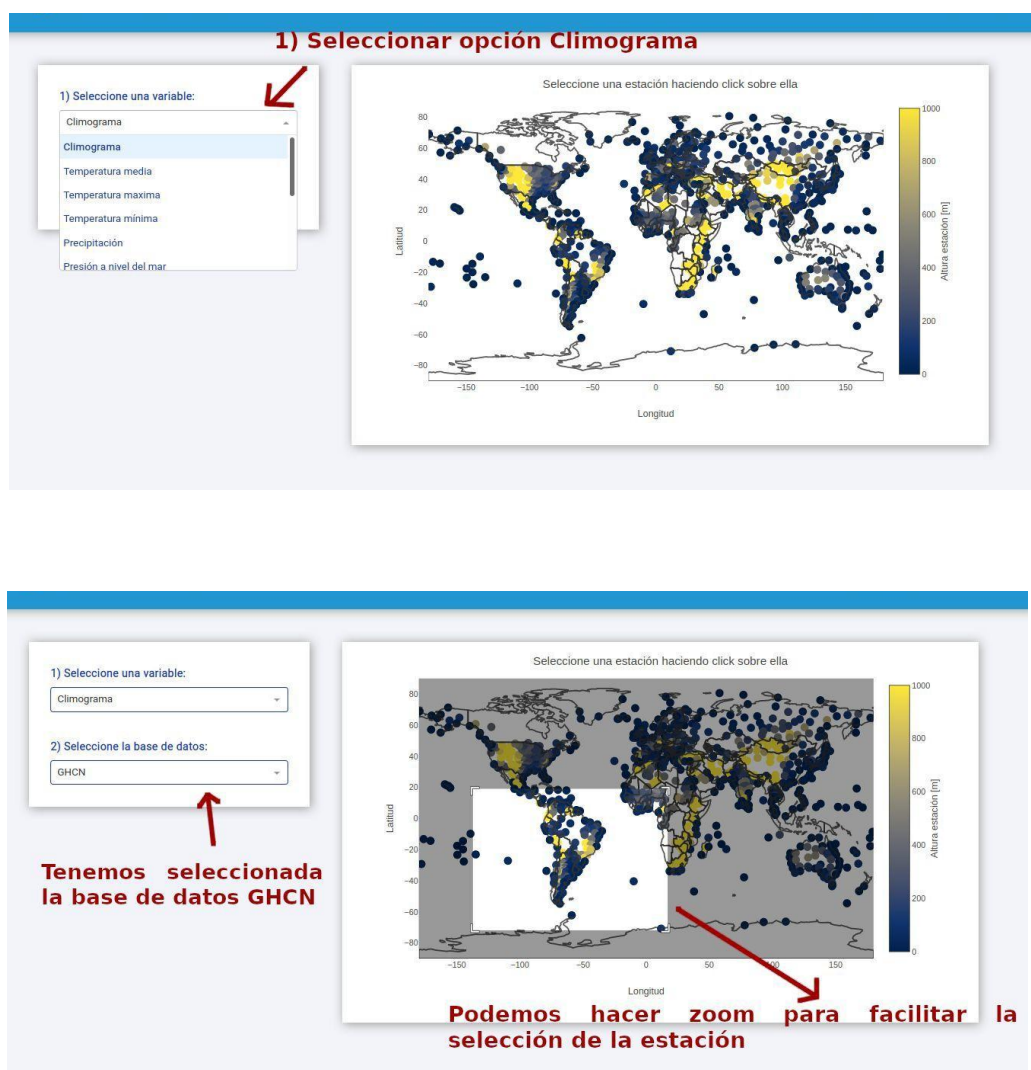 1) Seleccionar opción Climograma
1) Seleccione una variable:
Climograma
Climograma
Temperatura media
Temperatura maxima
Temperatura mínima
Precipitación
Presión a nivel del mar
Seleccione una estación haciendo click sobre ella
80
60
40
20
0
−20
−40
−60
−80
Latitud
−150
−100
−50
0
50
100
150
Longitud
1000
800
600
400
200
0
Altura estación [m]
1) Seleccione una variable:
Climograma
2) Seleccione la base de datos:
GHCN
Tenemos seleccionada
la base de datos GHCN
Seleccione una estación haciendo click sobre ella
80
60
40
20
0
−20
−40
−60
−80
Latitud
−150
−100
−50
0
50
100
150
Longitud
1000
800
600
400
200
0
Altura estación [m]
Podemos hacer zoom para facilitar la
selección de la estación